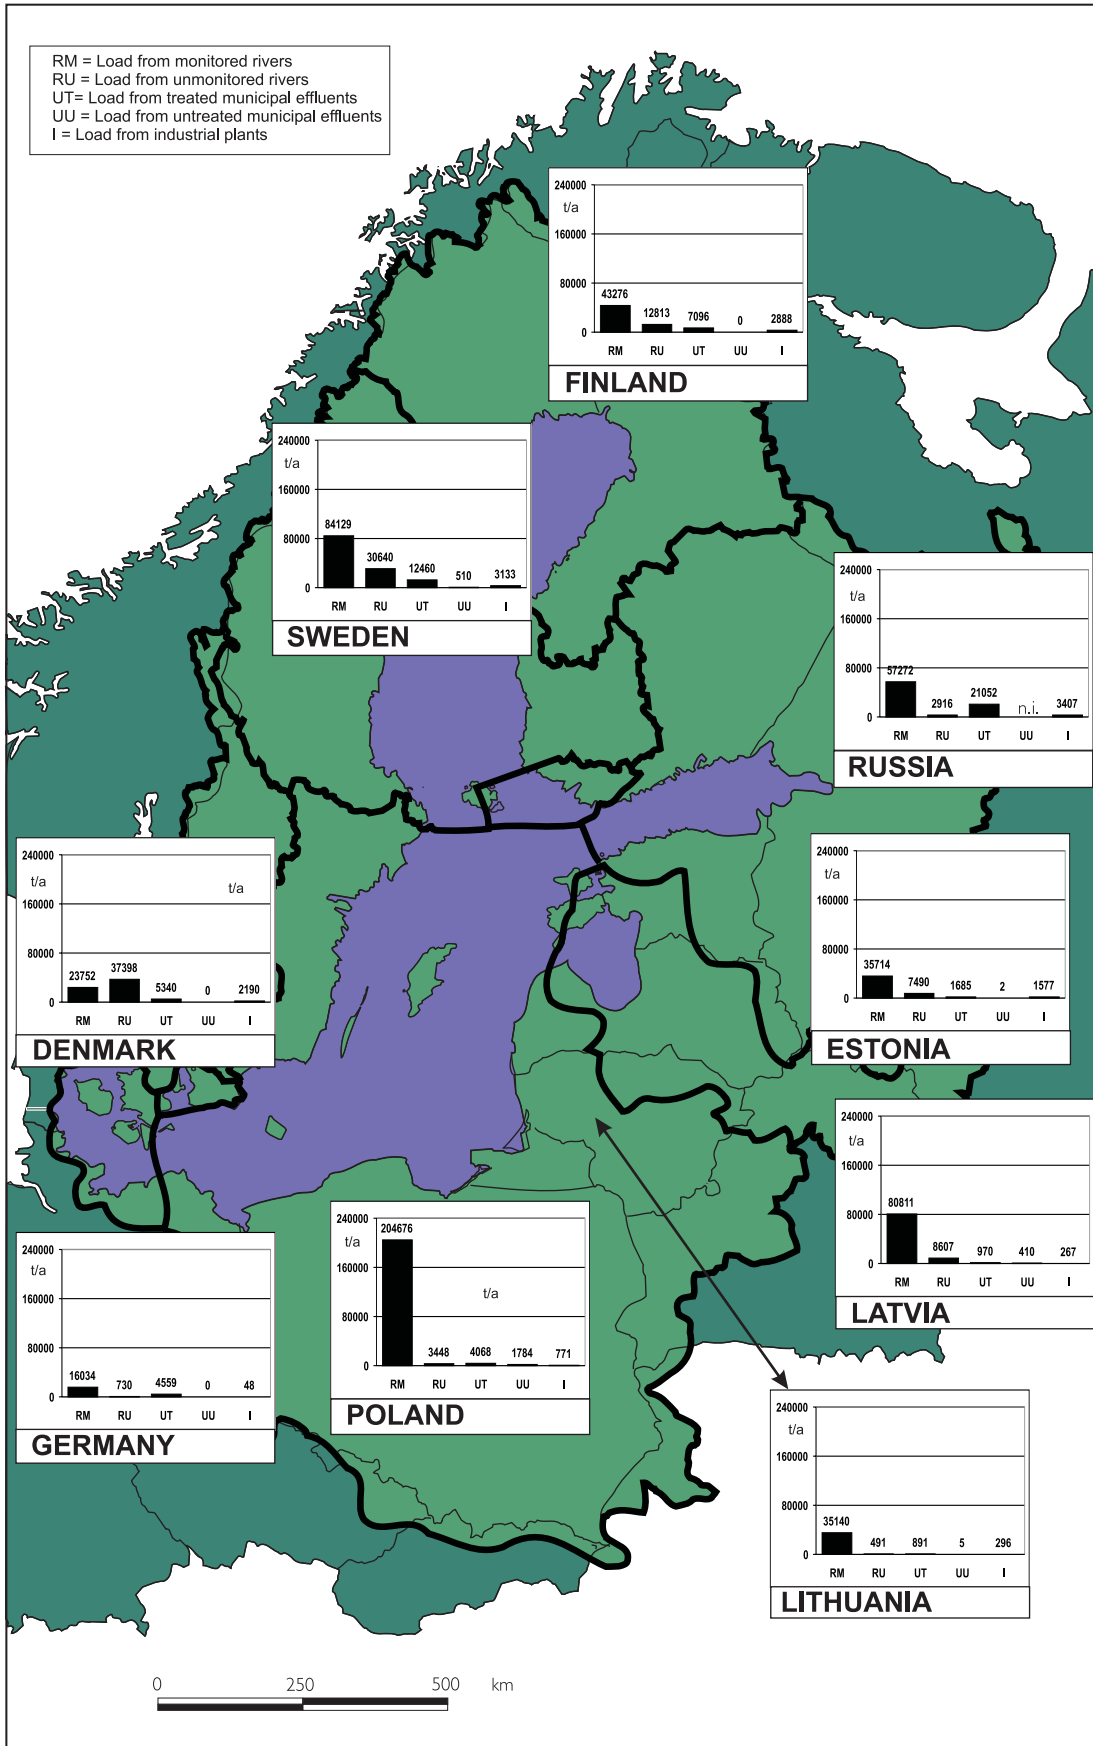 RM = Load from monitored rivers
RU = Load from unmonitored rivers
UT= Load from treated municipal effluents
UU = Load from untreated municipal effluents
I = Load from industrial plants
240000
t/a
160000
80000
43276
12813
7096
0
2888
0
RM RU UT UU I
FINLAND
240000
t/a
160000
84129
80000
30640
12460
510
3133
0
RM RU UT UU I
SWEDEN
240000
t/a
160000
80000
57272
2916
21052
n.i.
3407
0
RM RU UT UU I
RUSSIA
240000
t/a
t/a
160000
80000
23752
37398
5340
0
2190
0
RM RU UT UU I
DENMARK
240000
t/a
160000
80000
35714
7490
1685
2
1577
0
RM RU UT UU I
ESTONIA
240000
t/a
160000
80811
80000
8607
970
410
267
0
RM RU UT UU I
LATVIA
240000
204676
t/a
160000
t/a
80000
3448
4068
1784
771
0
RM RU UT UU I
POLAND
240000
t/a
160000
80000
16034
730
4559
0
48
0
RM RU UT UU I
GERMANY
240000
t/a
160000
80000
35140
491
891
5
296
0
RM RU UT UU I
LITHUANIA
0 250 500 km